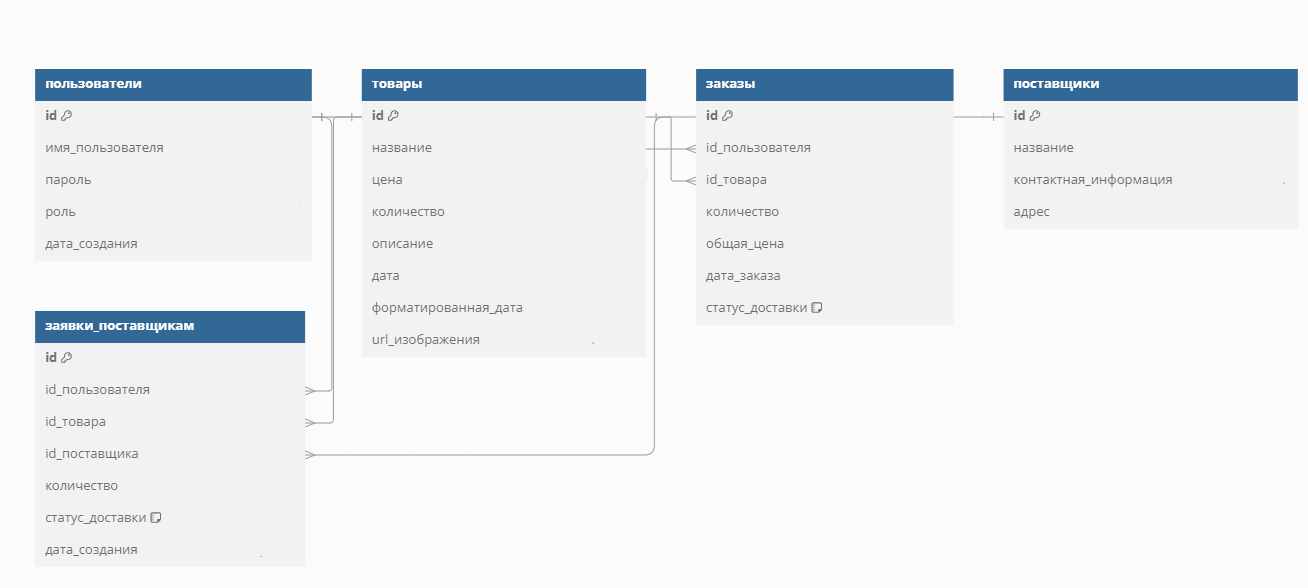 пользователи
id
имя_пользователя
пароль
роль
дата_создания
товары
id
название
цена
количество
описание
дата
форматированная_дата
url_изображения
заказы
id
id_пользователя
id_товара
количество
общая_цена
дата_заказа
статус_доставки
поставщики
id
название
контактная_информация
адрес
заявки_поставщикам
id
id_пользователя
id_товара
id_поставщика
количество
статус_доставки
дата_создания